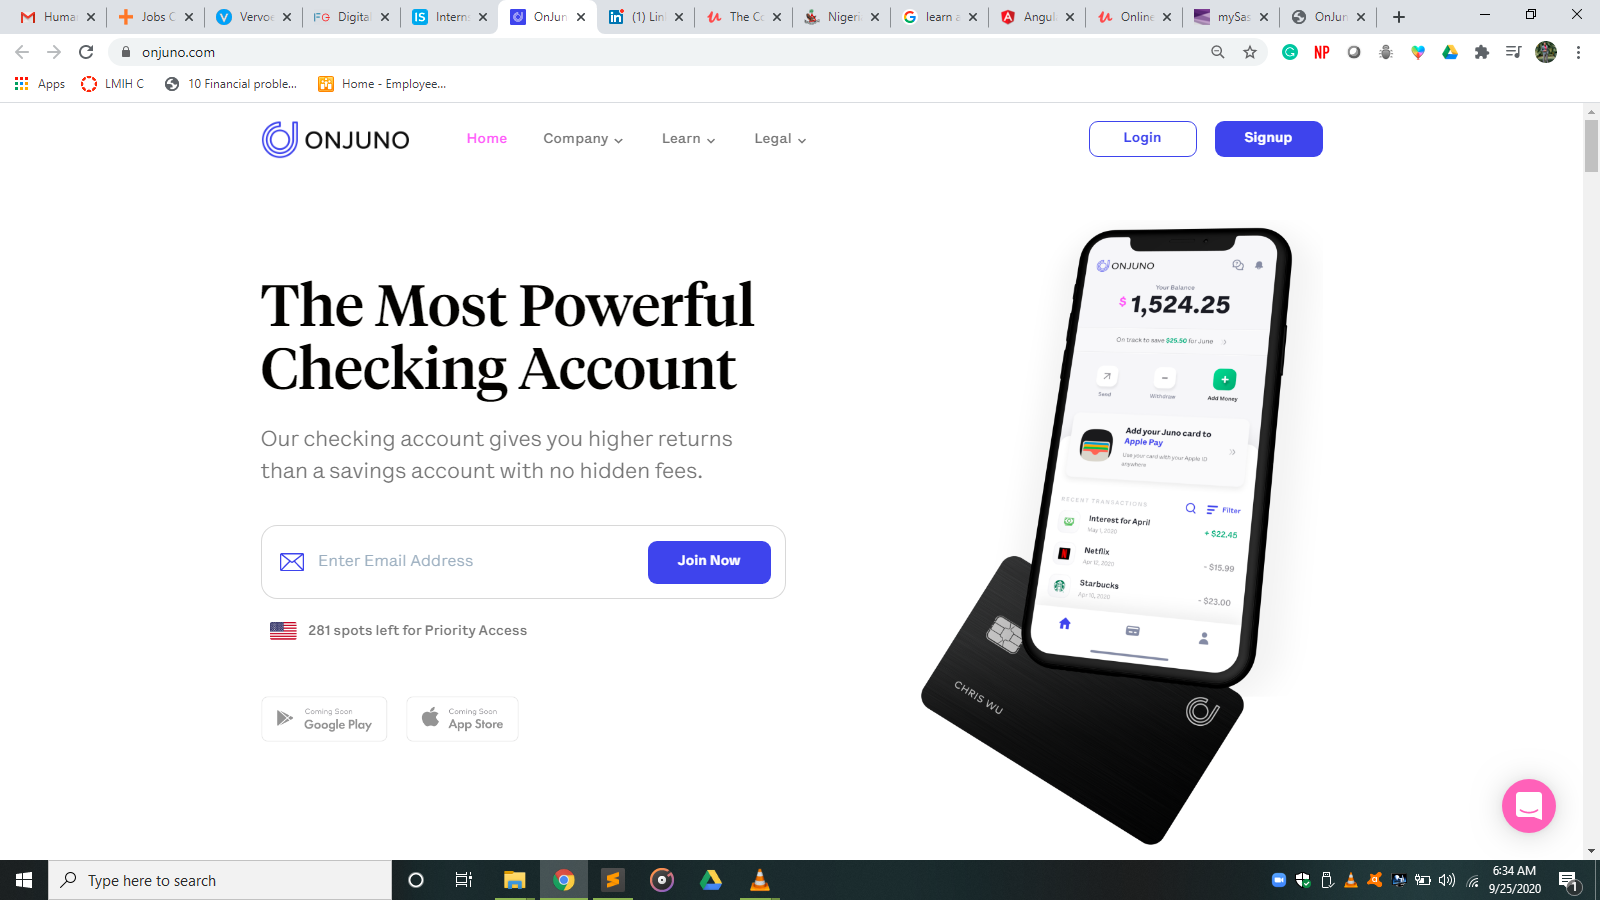 Human
Jobs C
Vervoe
FG Digital
IS Intern
OnJun
(1) Lin
The Co
Nigeri
learn a
Angul
Online
mySas
OnJun
onjuno.com
NP
Apps
LMIH C
10 Financial proble...
Home - Employee...
ONJUNO
Home
Company
Learn
Legal
Login
Signup
The Most Powerful
Checking Account
Our checking account gives you higher returns
than a savings account with no hidden fees.
Enter Email Address
Join Now
281 spots left for Priority Access
Coming Soon
Google Play
Coming Soon
App Store
ONJUNO
Your Balance
$ 1,524.25
On track to save $25.50 for June
Send
Withdraw
Add Money
Add your Juno card to
Apple Pay
Use your card with your Apple ID
anywhere
RECENT TRANSACTIONS
Filter
Interest for April
May 1, 2020
+ $22.45
Netflix
Apr 12, 2020
- $15.99
Starbucks
Apr 10, 2020
- $23.00
CHRIS WU
Type here to search
6:34 AM
9/25/2020
1